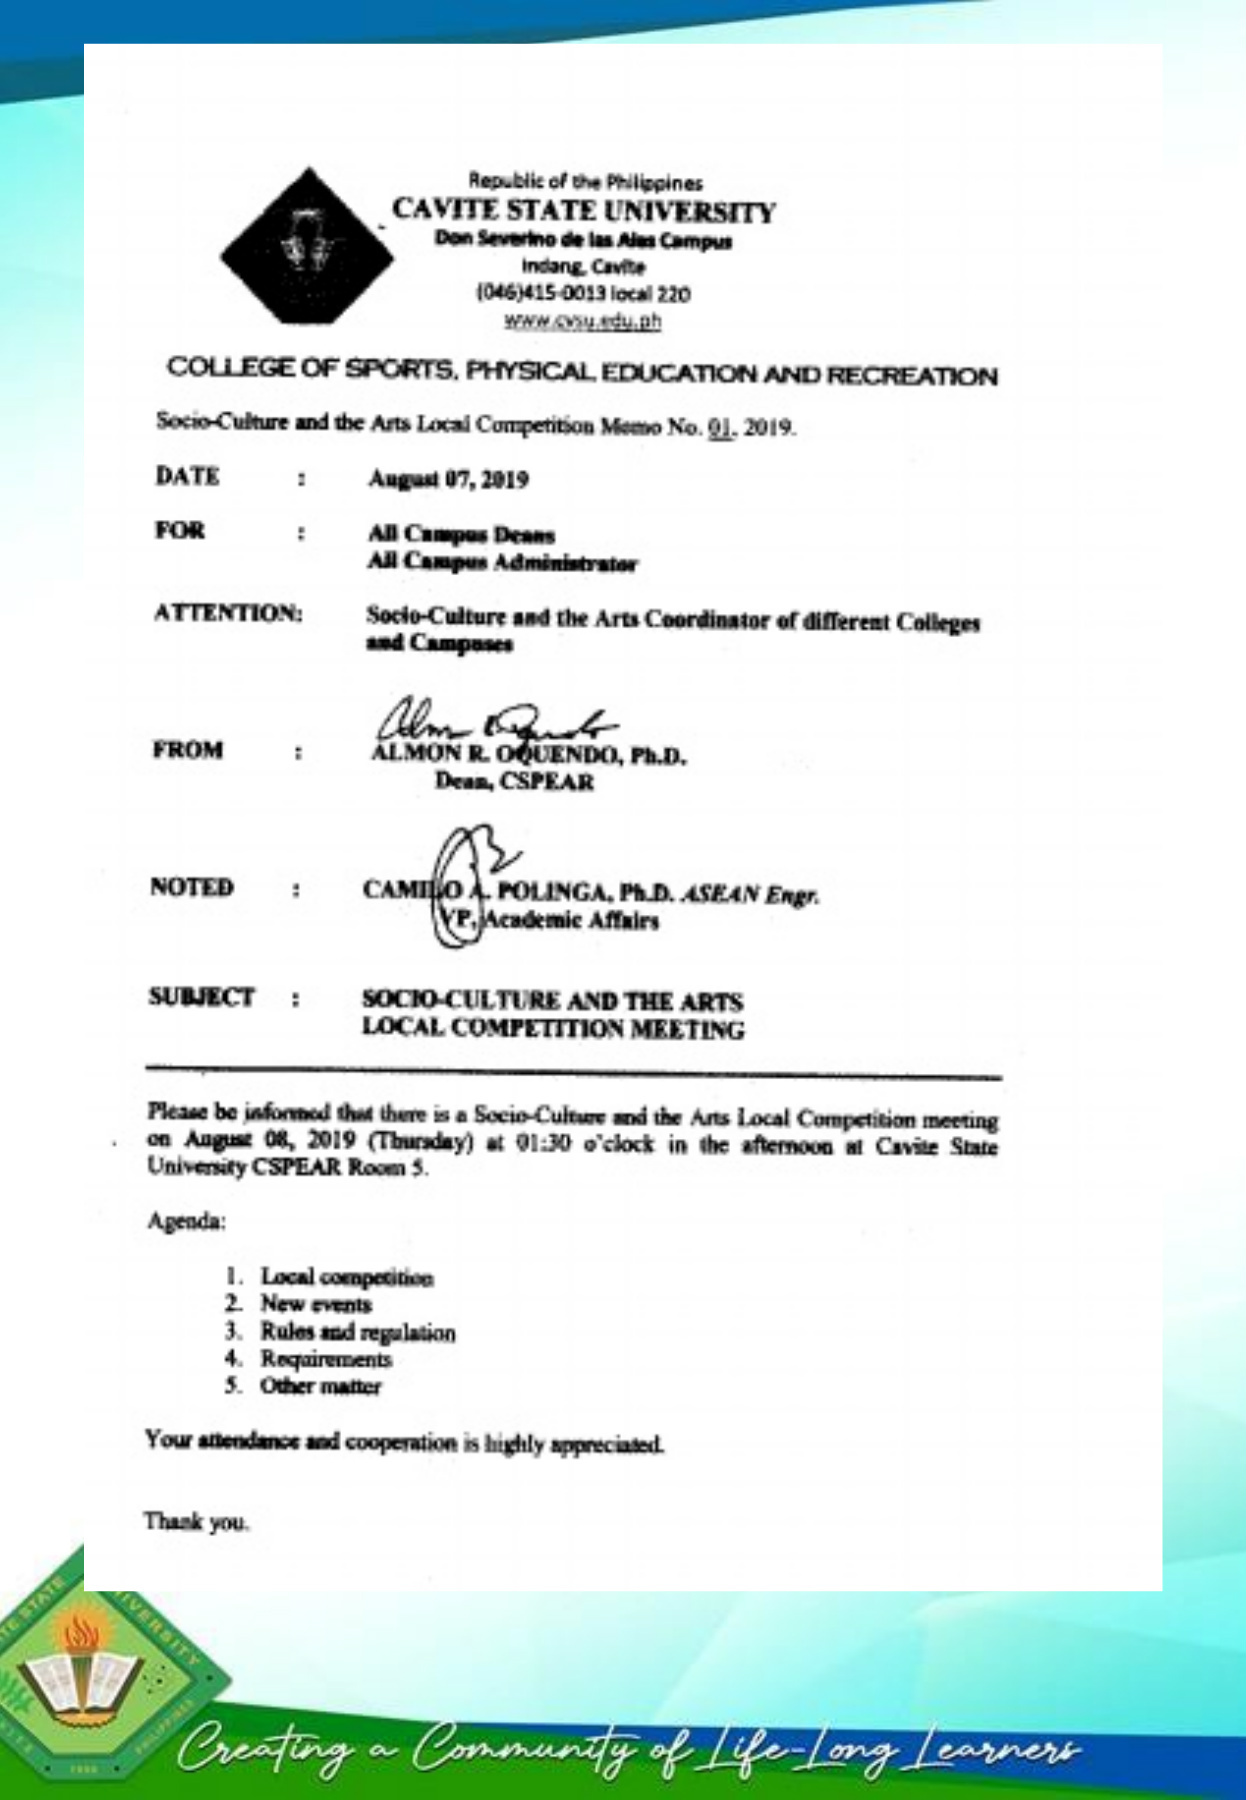 Republic of the Philippines
CAVITE STATE UNIVERSITY
Don Severino de las Alas Campus
Indang, Cavite
(046)415-0013 local 220
www.cvsu.edu.ph
COLLEGE OF SPORTS, PHYSICAL EDUCATION AND RECREATION
Socio-Culture and the Arts Local Competition Memo No. 01. 2019.
DATE : August 07, 2019
FOR : All Campus Deans
All Campus Administrator
ATTENTION: Socio-Culture and the Arts Coordinator of different Colleges
and Campuses
FROM : ALMON R. OQUENDO, Ph.D.
Dean, CSPEAR
NOTED : CAMILO A. POLINGA, Ph.D. ASEAN Engr.
VP, Academic Affairs
SUBJECT : SOCIO-CULTURE AND THE ARTS
LOCAL COMPETITION MEETING
Please be informed that there is a Socio-Culture and the Arts Local Competition meeting
on August 08, 2019 (Thursday) at 01:30 o'clock in the afternoon at Cavite State
University CSPEAR Room 5.
Agenda:
1. Local competition
2. New events
3. Rules and regulation
4. Requirements
5. Other matter
Your attendance and cooperation is highly appreciated.
Thank you.
STATE
UNIVERSITY
PHILIPPINES
Creating a Community of Life-Long Learners